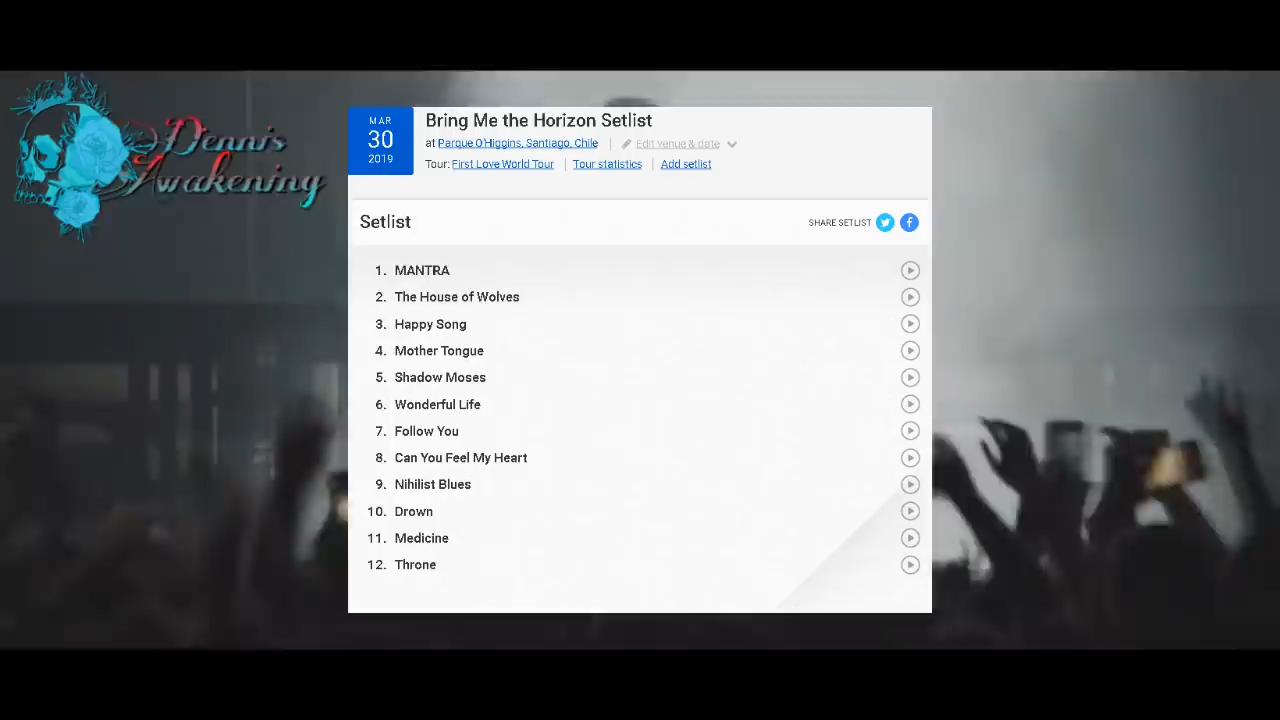 Dennis
Awakening
MAR
30
2019
Bring Me the Horizon Setlist
at Parque O'Higgins, Santiago, Chile Edit venue & date
Tour: First Love World Tour Tour statistics Add setlist
Setlist
SHARE SETLIST
1. MANTRA
2. The House of Wolves
3. Happy Song
4. Mother Tongue
5. Shadow Moses
6. Wonderful Life
7. Follow You
8. Can You Feel My Heart
9. Nihilist Blues
10. Drown
11. Medicine
12. Throne